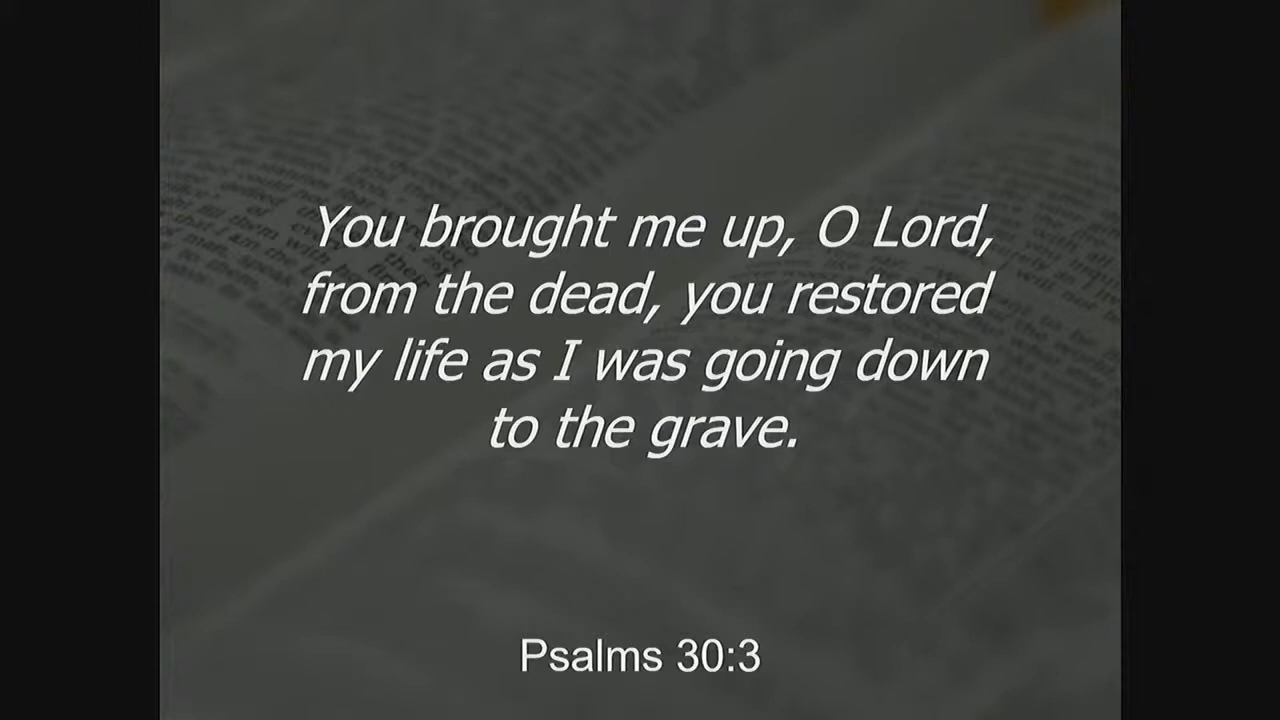 You brought me up, O Lord,
from the dead, you restored
my life as I was going down
to the grave.
Psalms 30:3